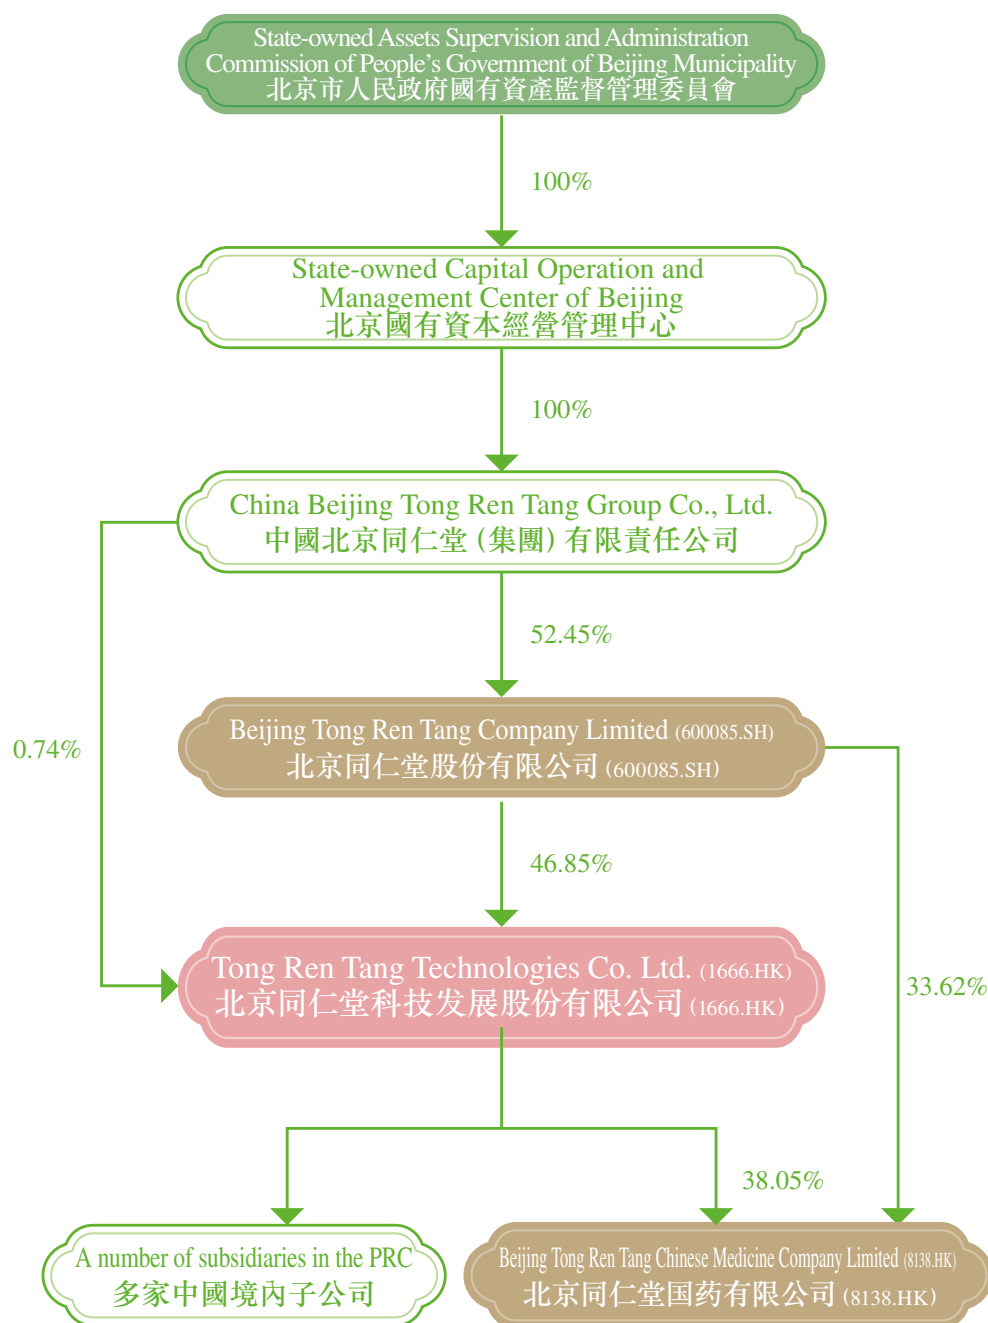 State-owned Assets Supervision and Administration
Commission of People's Government of Beijing Municipality
北京市人民政府國有資產監督管理委員會
100%
State-owned Capital Operation and
Management Center of Beijing
北京國有資本經營管理中心
100%
China Beijing Tong Ren Tang Group Co., Ltd.
中國北京同仁堂（集團）有限責任公司
52.45%
0.74%
Beijing Tong Ren Tang Company Limited (600085.SH)
北京同仁堂股份有限公司 (600085.SH)
46.85%
33.62%
Tong Ren Tang Technologies Co. Ltd. (1666.HK)
北京同仁堂科技发展股份有限公司 (1666.HK)
38.05%
A number of subsidiaries in the PRC
多家中國境內子公司
Beijing Tong Ren Tang Chinese Medicine Company Limited (8138.HK)
北京同仁堂国药有限公司 (8138.HK)